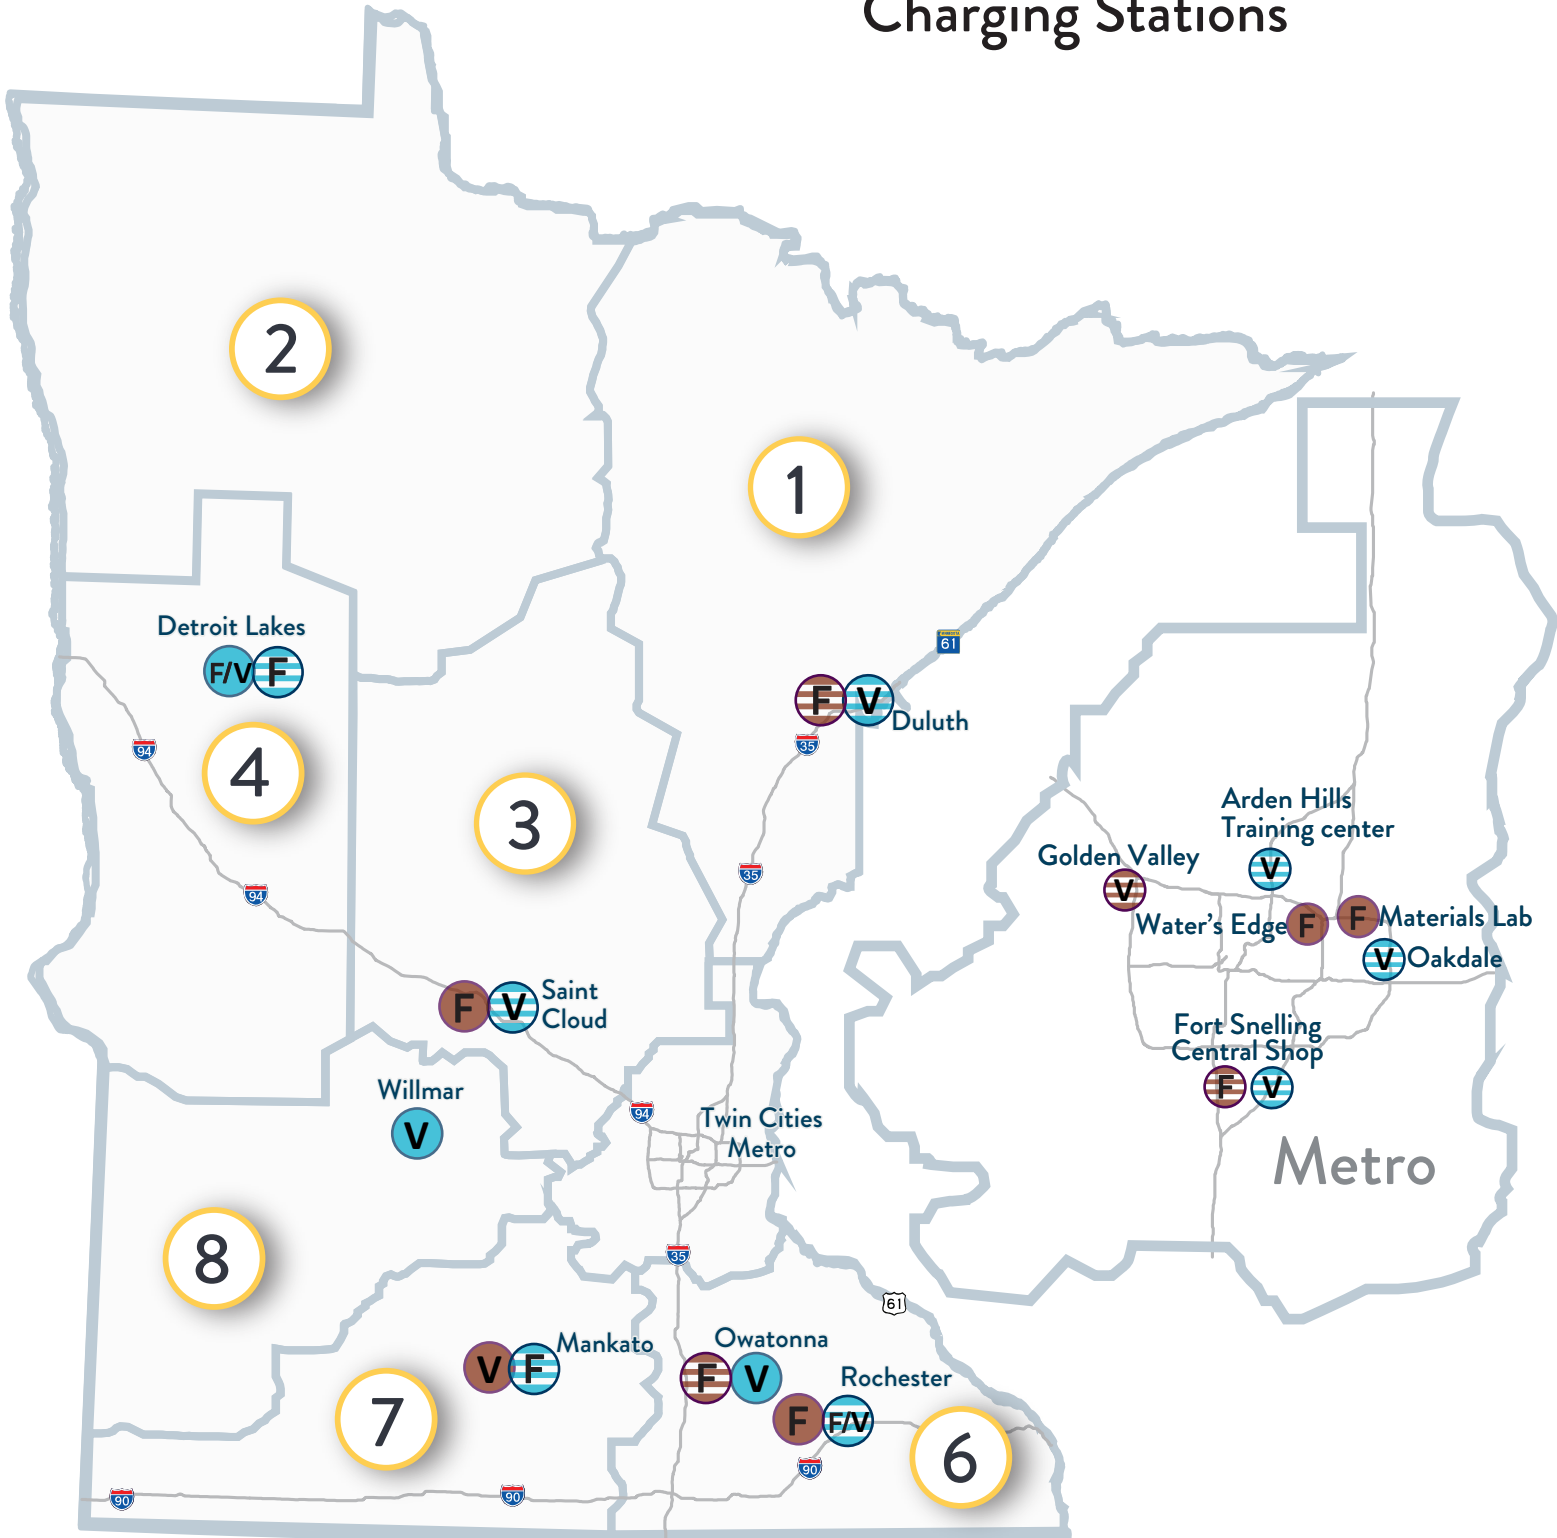 Charging Stations
2
1
Detroit Lakes
F/V F
MINNESOTA
61
F V
Duluth
35
94
4
3
Arden Hills
Training center
V
Golden Valley
V
35
94
Water's Edge
F
F
Materials Lab
V
Oakdale
F V
Saint
Cloud
Fort Snelling
Central Shop
F V
Willmar
V
94
Twin Cities
Metro
Metro
8
35
61
Mankato
V F
Owatonna
F V
Rochester
F F/V
7
6
90
90
90